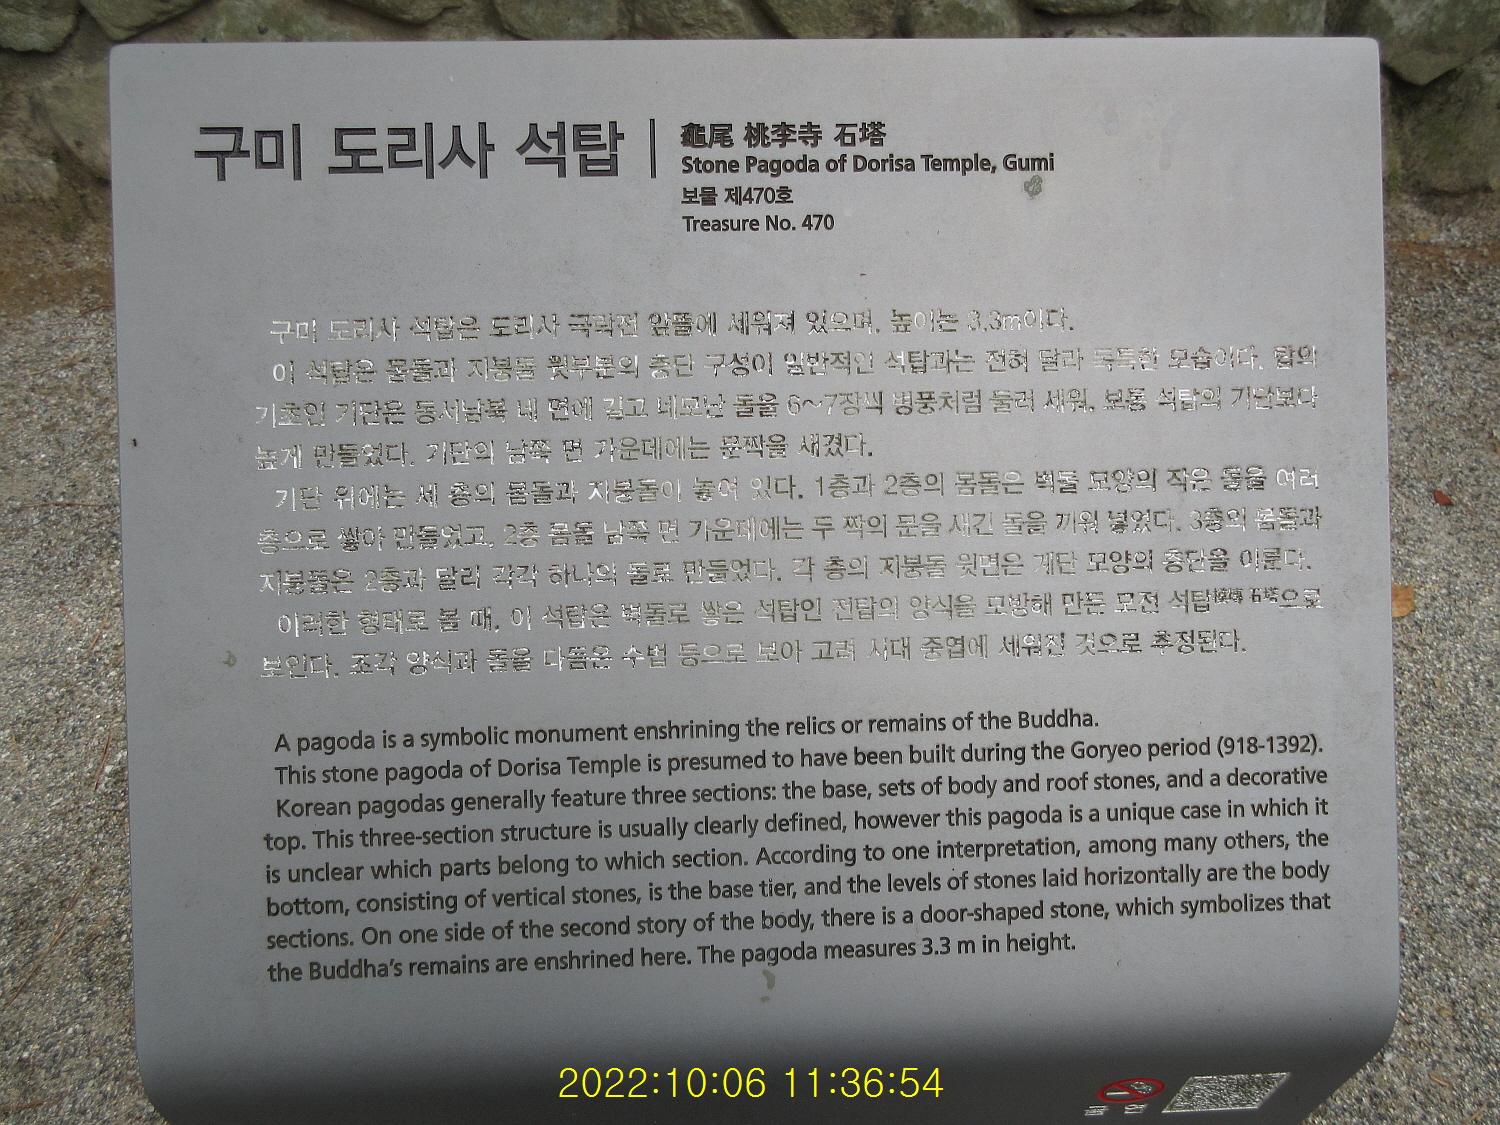 구미 도리사 석탑
龜尾 桃李寺 石塔
Stone Pagoda of Dorisa Temple, Gumi
보물 제470호
Treasure No. 470
구미 도리사 석탑은 도리사 극락전 앞뜰에 세워져 있으며, 높이는 3.3m이다.
이 석탑은 몸돌과 지붕돌 윗부분의 층단 구성이 일반적인 석탑과는 전혀 달라 독특한 모습이다. 탑의
기초인 기단은 동서남북 네 면에 길고 네모난 돌을 6~7장씩 병풍처럼 둘러 세워, 보통 석탑의 기단보다
높게 만들었다. 기단의 남쪽 면 가운데에는 문짝을 새겼다.
기단 위에는 세 층의 몸돌과 지붕돌이 놓여 있다. 1층과 2층의 몸돌은 벽돌 모양의 작은 돌을 여러
층으로 쌓아 만들었고, 2층 몸돌 남쪽 면 가운데에는 두 짝의 문을 새긴 돌을 끼워 넣었다. 3층의 몸돌과
지붕돌은 2층과 달리 각각 하나의 돌로 만들었다. 각 층의 지붕돌 윗면은 계단 모양의 층단을 이룬다.
이러한 형태로 볼 때, 이 석탑은 벽돌로 쌓은 석탑인 전탑의 양식을 모방해 만든 모전 석탑模塼 石塔으로
보인다. 조각 양식과 돌을 다듬은 수법 등으로 보아 고려 시대 중엽에 세워진 것으로 추정된다.
A pagoda is a symbolic monument enshrining the relics or remains of the Buddha.
This stone pagoda of Dorisa Temple is presumed to have been built during the Goryeo period (918-1392).
Korean pagodas generally feature three sections: the base, sets of body and roof stones, and a decorative
top. This three-section structure is usually clearly defined, however this pagoda is a unique case in which it
is unclear which parts belong to which section. According to one interpretation, among many others, the
bottom, consisting of vertical stones, is the base tier, and the levels of stones laid horizontally are the body
sections. On one side of the second story of the body, there is a door-shaped stone, which symbolizes that
the Buddha's remains are enshrined here. The pagoda measures 3.3 m in height.
2022:10:06 11:36:54
금 연